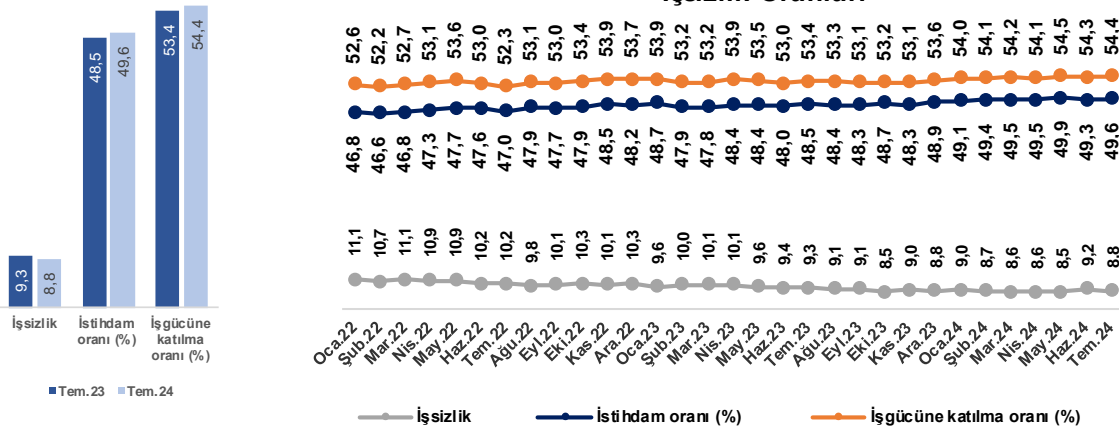 9,3
8,8
48,5
49,6
53,4
54,4
İşsizlik
İstihdam oranı (%)
İşgücüne katılma oranı (%)
Tem.23 Tem.24
52,6 52,2 52,7 53,1 53,6 53,0 52,3 53,1 53,0 53,4 53,9 53,7 53,9 53,2 53,2 53,9 53,5 53,0 53,4 53,3 53,1 53,2 53,1 53,6 54,0 54,2 54,1 54,5 54,3 54,4
46,8 46,6 46,8 47,3 47,7 47,6 47,0 47,9 47,7 47,9 48,5 48,2 48,7 47,9 47,8 48,4 48,4 48,0 48,5 48,4 48,3 48,7 48,3 48,9 49,1 49,4 49,5 49,5 49,9 49,3 49,6
11,1 10,7 11,1 10,9 10,9 10,2 10,2 9,8 10,1 10,3 10,1 10,3 9,6 10,0 10,1 10,1 9,6 9,4 9,3 9,1 9,1 8,5 9,0 8,8 9,0 8,7 8,6 8,6 8,5 9,2 8,8
Oca.22 Şub.22 Mar.22 Nis.22 May.22 Haz.22 Tem.22 Ağu.22 Eyl.22 Eki.22 Kas.22 Ara.22 Oca.23 Şub.23 Mar.23 Nis.23 May.23 Haz.23 Tem.23 Ağu.23 Eyl.23 Eki.23 Kas.23 Ara.23 Oca.24 Şub.24 Mar.24 Nis.24 May.24 Haz.24 Tem.24
İşsizlik İstihdam oranı (%) İşgücüne katılma oranı (%)